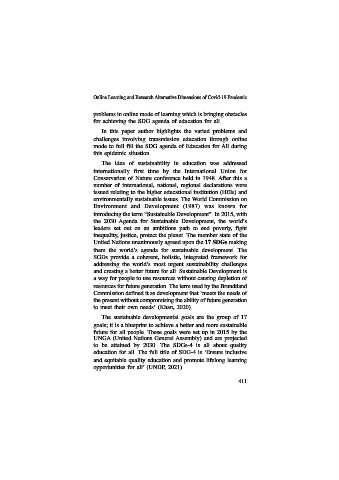 Online Learning and Research Alternative Dimensions of Covid-19 Pandemic
problems in online mode of learning which is bringing obstacles
for achieving the SDG agenda of education for all.
In this paper author highlights the varied problems and
challenges involving transmission education through online
mode to full fill the SDG agenda of Education for All during
this epidemic situation.
The idea of sustainability in education was addressed
internationally first time by the International Union for
Conservation of Nature conference held in 1948. After this a
number of international, national, regional declarations were
issued relating to the higher educational institution (HEIs) and
environmentally sustainable issues. The World Commission on
Environment and Development (1987) was known for
introducing the term "Sustainable Development". In 2015, with
the 2030 Agenda for Sustainable Development, the world's
leaders set out on an ambitious path to end poverty, fight
inequality, justice, protect the planet. The member state of the
United Nations unanimously agreed upon the 17 SDGs making
them the world's agenda for sustainable development. The
SGDs provide a coherent, holistic, integrated framework for
addressing the world's most urgent sustainability challenges
and creating a better future for all. Sustainable Development is
a way for people to use resources without causing depletion of
resources for future generation. The term used by the Brundtland
Commission defined it as development that 'meets the needs of
the present without compromising the ability of future generation
to meet their own needs' (Khan, 2020).
The sustainable developmental goals are the group of 17
goals; it is a blueprint to achieve a better and more sustainable
future for all people. These goals were set up in 2015 by the
UNGA (United Nations General Assembly) and are projected
to be attained by 2030. The SDGs-4 is all about quality
education for all. The full title of SDG-4 is 'Ensure inclusive
and equitable quality education and promote lifelong learning
opportunities for all' (UNDP, 2021).
411